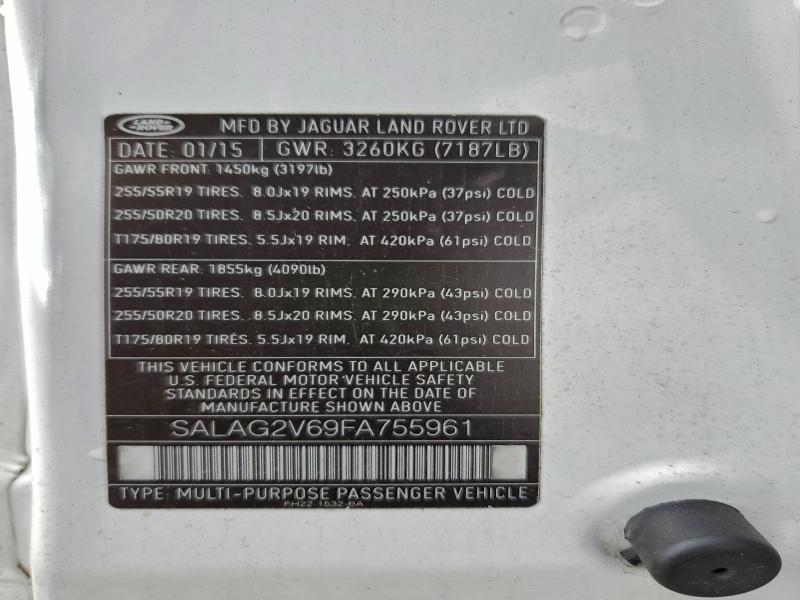 LAND ROVER
MFD BY JAGUAR LAND ROVER LTD
DATE: 01/15 GWR: 3260KG (7187LB)
GAWR FRONT: 1450kg (3197lb)
255/55R19 TIRES. 8.0Jx19 RIMS. AT 250kPa (37psi) COLD
255/50R20 TIRES. 8.5Jx20 RIMS. AT 250kPa (37psi) COLD
T175/80R19 TIRES. 5.5Jx19 RIM. AT 420kPa (61psi) COLD
GAWR REAR: 1855kg (4090lb)
255/55R19 TIRES. 8.0Jx19 RIMS. AT 290kPa (43psi) COLD
255/50R20 TIRES. 8.5Jx20 RIMS. AT 290kPa (43psi) COLD
T175/80R19 TIRES. 5.5Jx19 RIM. AT 420kPa (61psi) COLD
THIS VEHICLE CONFORMS TO ALL APPLICABLE
U.S. FEDERAL MOTOR VEHICLE SAFETY
STANDARDS IN EFFECT ON THE DATE OF
MANUFACTURE SHOWN ABOVE
SALAG2V69FA755961
TYPE: MULTI-PURPOSE PASSENGER VEHICLE
FH22-1532-BA